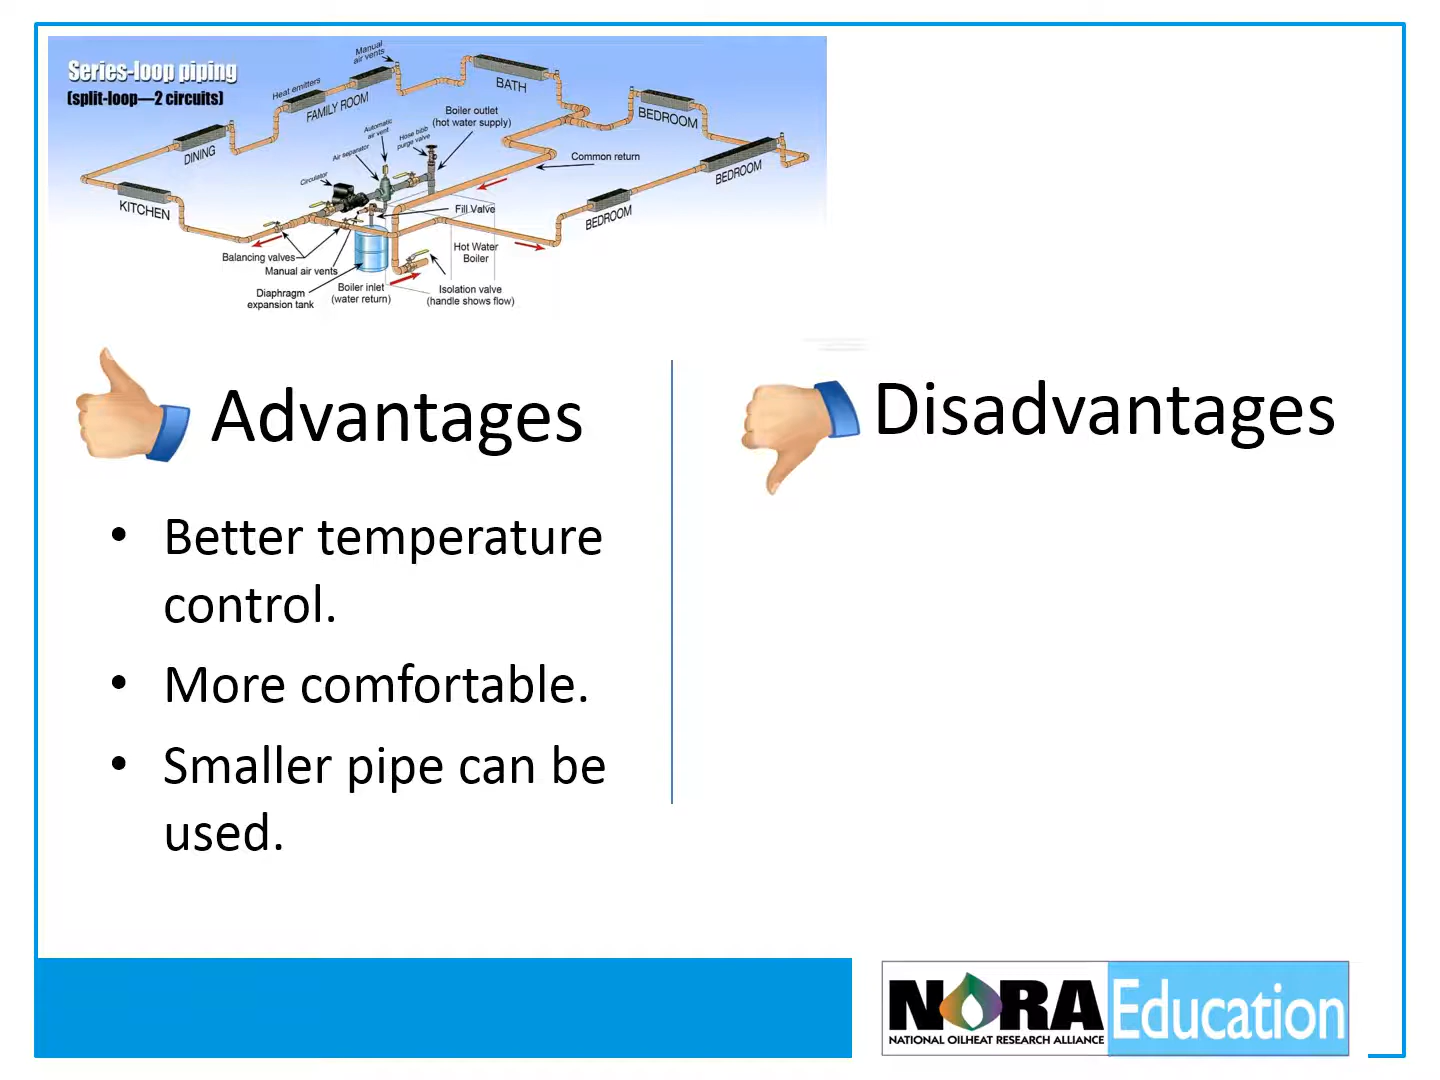 Series-loop piping
(split-loop—2 circuits)
Manual
air vents
Heat emitters
FAMILY ROOM
BATH
BEDROOM
Boiler outlet
(hot water supply)
Automatic
air vent
Hose bibb
purge valve
Air separator
DINING
Common return
BEDROOM
Circulator
KITCHEN
Fill Valve
BEDROOM
Hot Water
Boiler
Balancing valves
Manual air vents
Diaphragm
expansion tank
Boiler inlet
(water return)
Isolation valve
(handle shows flow)
Advantages
• Better temperature
control.
• More comfortable.
• Smaller pipe can be
used.
Disadvantages
NORA Education
NATIONAL OILHEAT RESEARCH ALLIANCE